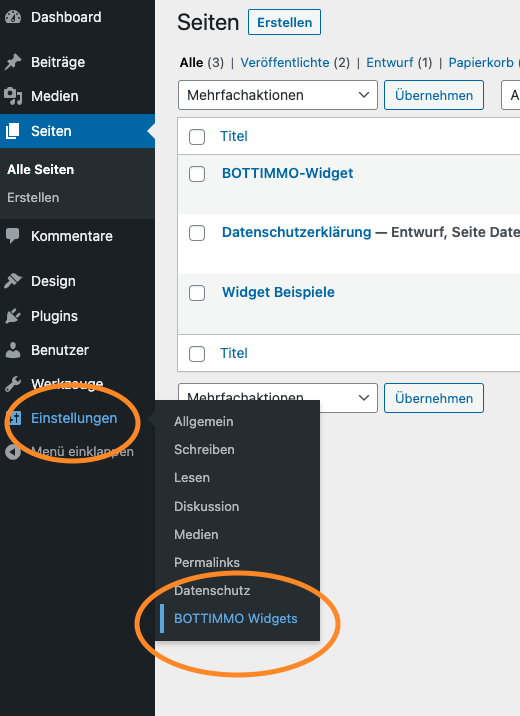 Dashboard
Beiträge
Medien
Seiten
Alle Seiten
Erstellen
Kommentare
Design
Plugins
Benutzer
Werkzeuge
Einstellungen
Menü einklappen
Allgemein
Schreiben
Lesen
Diskussion
Medien
Permalinks
Datenschutz
BOTTIMMO Widgets
Seiten Erstellen
Alle (3) | Veröffentlichte (2) | Entwurf (1) | Papierkorb (
Mehrfachaktionen Übernehmen A
Titel
BOTTIMMO-Widget
Datenschutzerklärung — Entwurf, Seite Date
Widget Beispiele
Titel
Mehrfachaktionen Übernehmen